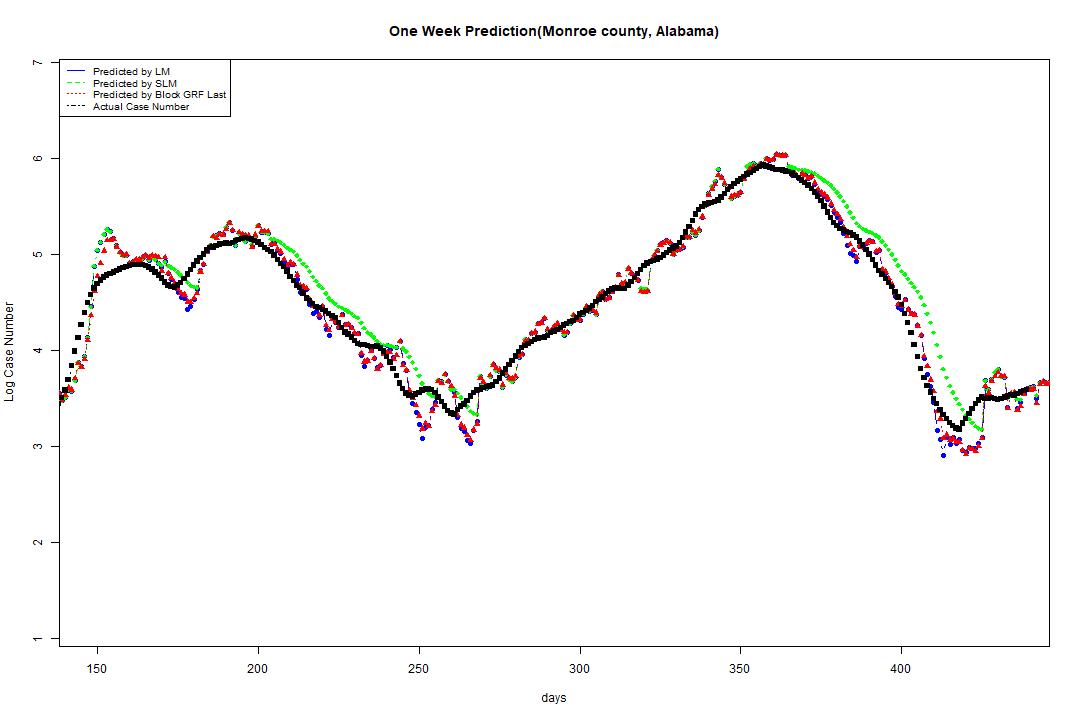 One Week Prediction(Monroe county, Alabama)
Predicted by LM
Predicted by SLM
Predicted by Block GRF Last
Actual Case Number
7
6
5
4
3
2
1
Log Case Number
150 200 250 300 350 400
days